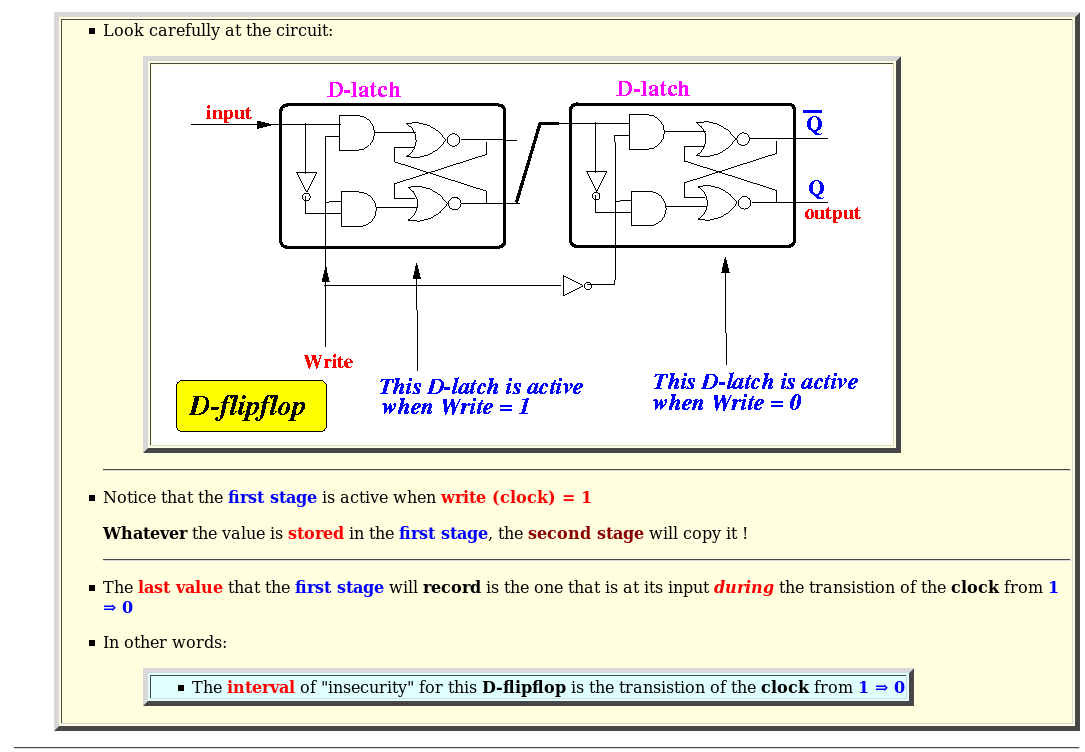 Look carefully at the circuit:
D-latch
D-latch
input
Q
Q
output
Write
This D-latch is active
when Write = 1
This D-latch is active
when Write = 0
D-flipflop
Notice that the first stage is active when write (clock) = 1
Whatever the value is stored in the first stage, the second stage will copy it !
The last value that the first stage will record is the one that is at its input during the transistion of the clock from 1
⇒ 0
In other words:
The interval of "insecurity" for this D-flipflop is the transistion of the clock from 1 ⇒ 0